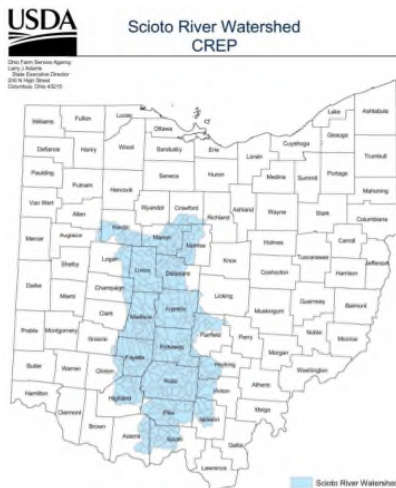 USDA
Scioto River Watershed
CREP
Ohio Farm Service Agency
Larry J Adams
State Executive Director
200 N High Street
Columbus, Ohio 43215
Williams
Fulton
Lucas
Ottawa
Lake
Ashtabula
Geauga
Defiance
Henry
Wood
Sandusky
Erie
Lorain
Cuyahoga
Trumbull
Paulding
Putnam
Hancock
Seneca
Huron
Medina
Summit
Portage
Mahoning
Van Wert
Allen
Wyandot
Crawford
Richland
Ashland
Wayne
Stark
Columbiana
Mercer
Auglaize
Hardin
Marion
Morrow
Holmes
Carroll
Jefferson
Shelby
Logan
Union
Delaware
Knox
Coshocton
Tuscarawas
Harrison
Darke
Miami
Champaign
Franklin
Licking
Muskingum
Guernsey
Belmont
Clark
Madison
Preble
Montgomery
Greene
Pickaway
Fairfield
Perry
Morgan
Noble
Monroe
Fayette
Butler
Warren
Clinton
Ross
Hocking
Vinton
Athens
Washington
Hamilton
Clermont
Highland
Pike
Jackson
Meigs
Brown
Adams
Scioto
Gallia
Lawrence
Scioto River Watershed